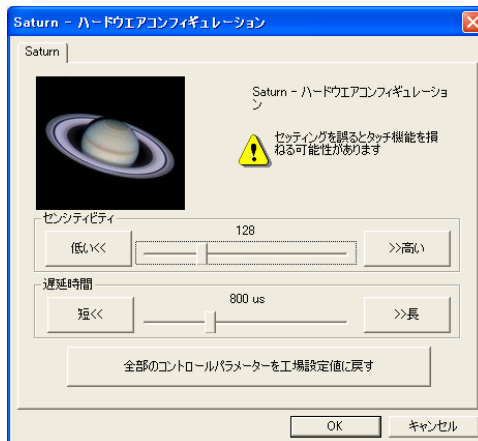 Saturn - ハードウエアコンフィギュレーション
Saturn
Saturn - ハードウエアコンフィギュレーショ
ン
セッティングを誤るとタッチ機能を損
ねる可能性があります
センシティビティ
128
低い<<
>>高い
遅延時間
800 us
短<<
>>長
全部のコントロールパラメーターを工場設定値に戻す
OK
キャンセル